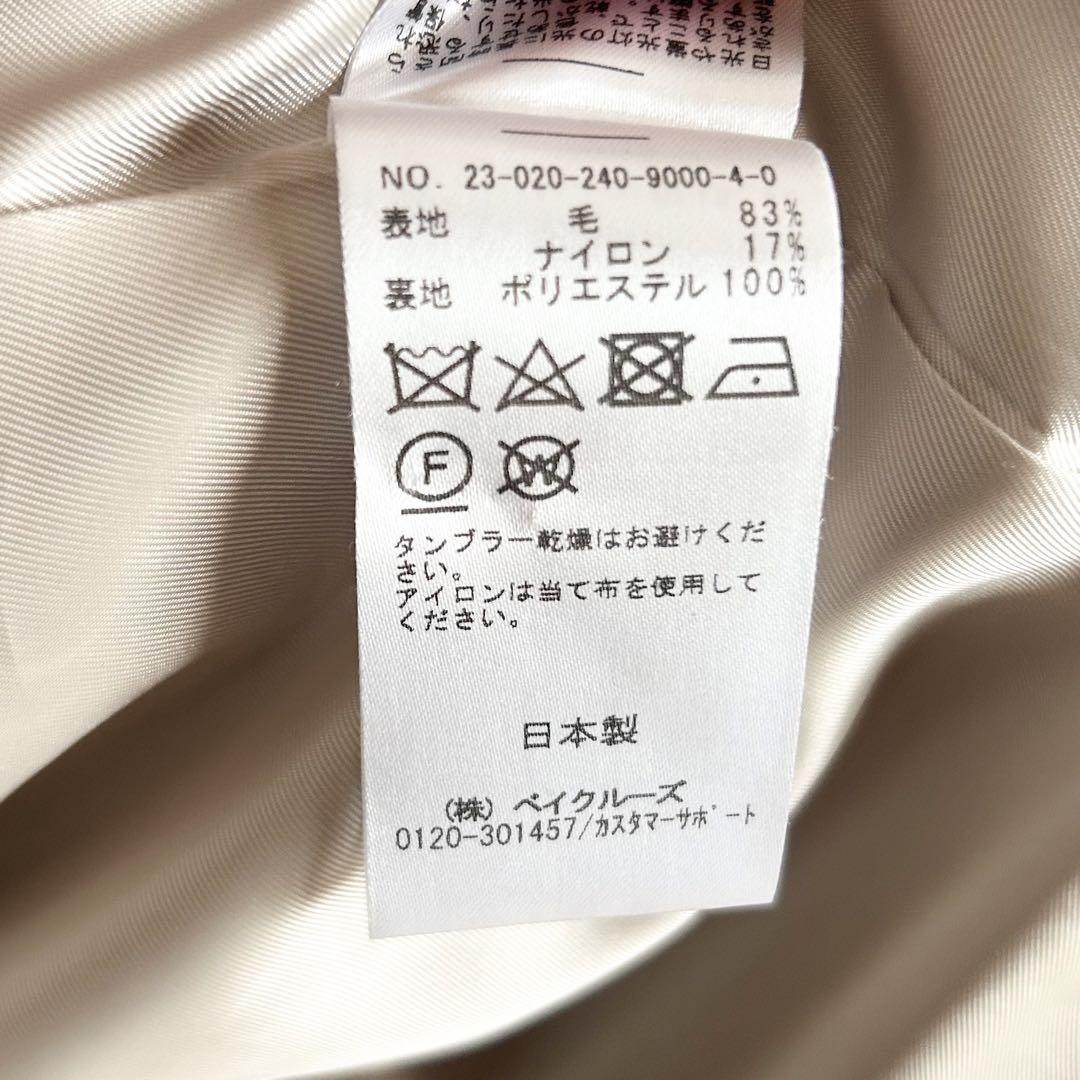 NO. 23-020-240-9000-4-0
表地 毛 83%
ナイロン 17%
裏地 ポリエステル 100%
F
W
タンブラー乾燥はお避けくだ
さい。
アイロンは当て布を使用して
ください。
日本製
(株) ベイクルーズ
0120-301457/カスタマーサポート